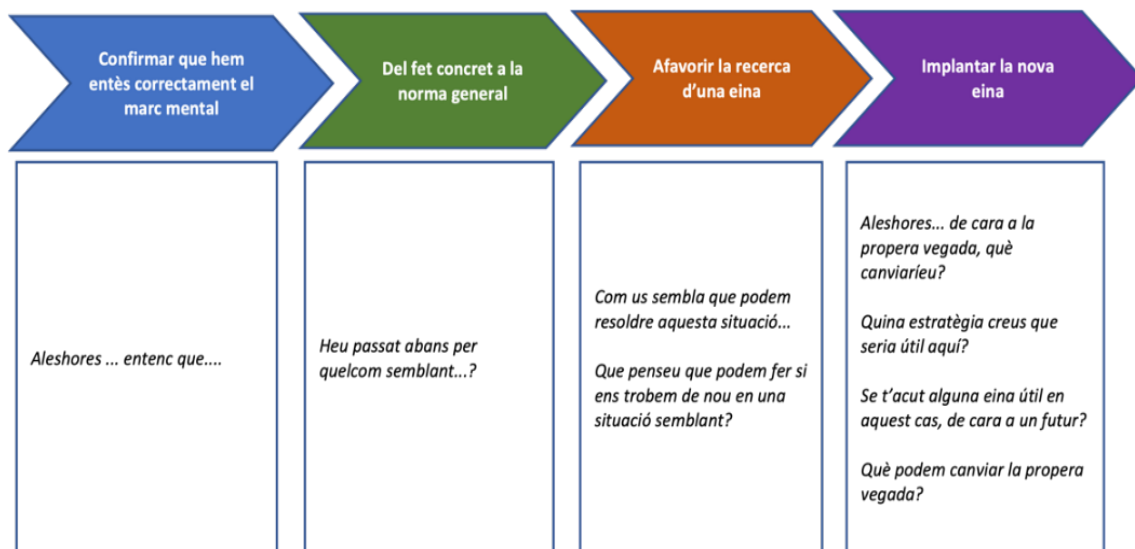 Confirmar que hem
entès correctament el
marc mental
Del fet concret a la
norma general
Afavorir la recerca
d'una eina
Implantar la nova
eina
Aleshores ... entenc que....
Heu passat abans per
quelcom semblant...?
Com us sembla que podem
resoldre aquesta situació...
Que penseu que podem fer si
ens trobem de nou en una
situació semblant?
Aleshores... de cara a la
propera vegada, què
canviaríeu?
Quina estratègia creus que
seria útil aquí?
Se t'acut alguna eina útil en
aquest cas, de cara a un futur?
Què podem canviar la propera
vegada?